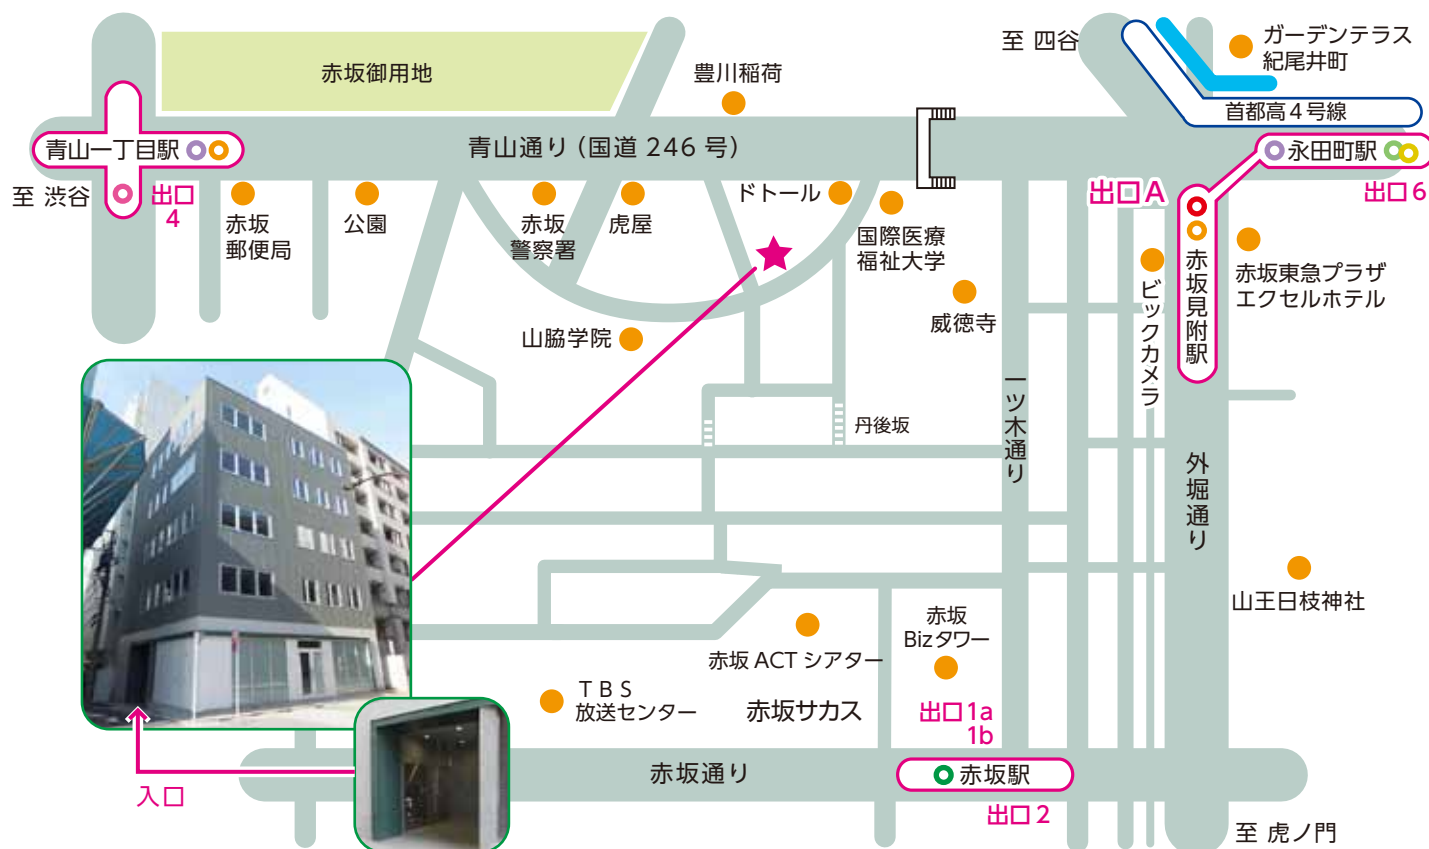 至 四谷
ガーデンテラス
紀尾井町
赤坂御用地
豊川稲荷
首都高4号線
青山一丁目駅
青山通り（国道 246 号）
永田町駅
至 渋谷
出口
4
赤坂
郵便局
公園
赤坂
警察署
虎屋
ドトール
国際医療
福祉大学
出口A
出口6
赤坂見附駅
赤坂東急プラザ
エクセルホテル
ビックカメラ
威徳寺
山脇学院
一ツ木通り
丹後坂
外堀通り
山王日枝神社
赤坂 ACT シアター
赤坂
Bizタワー
TBS
放送センター
赤坂サカス
出口1a
1b
赤坂通り
赤坂駅
出口2
入口
至 虎ノ門